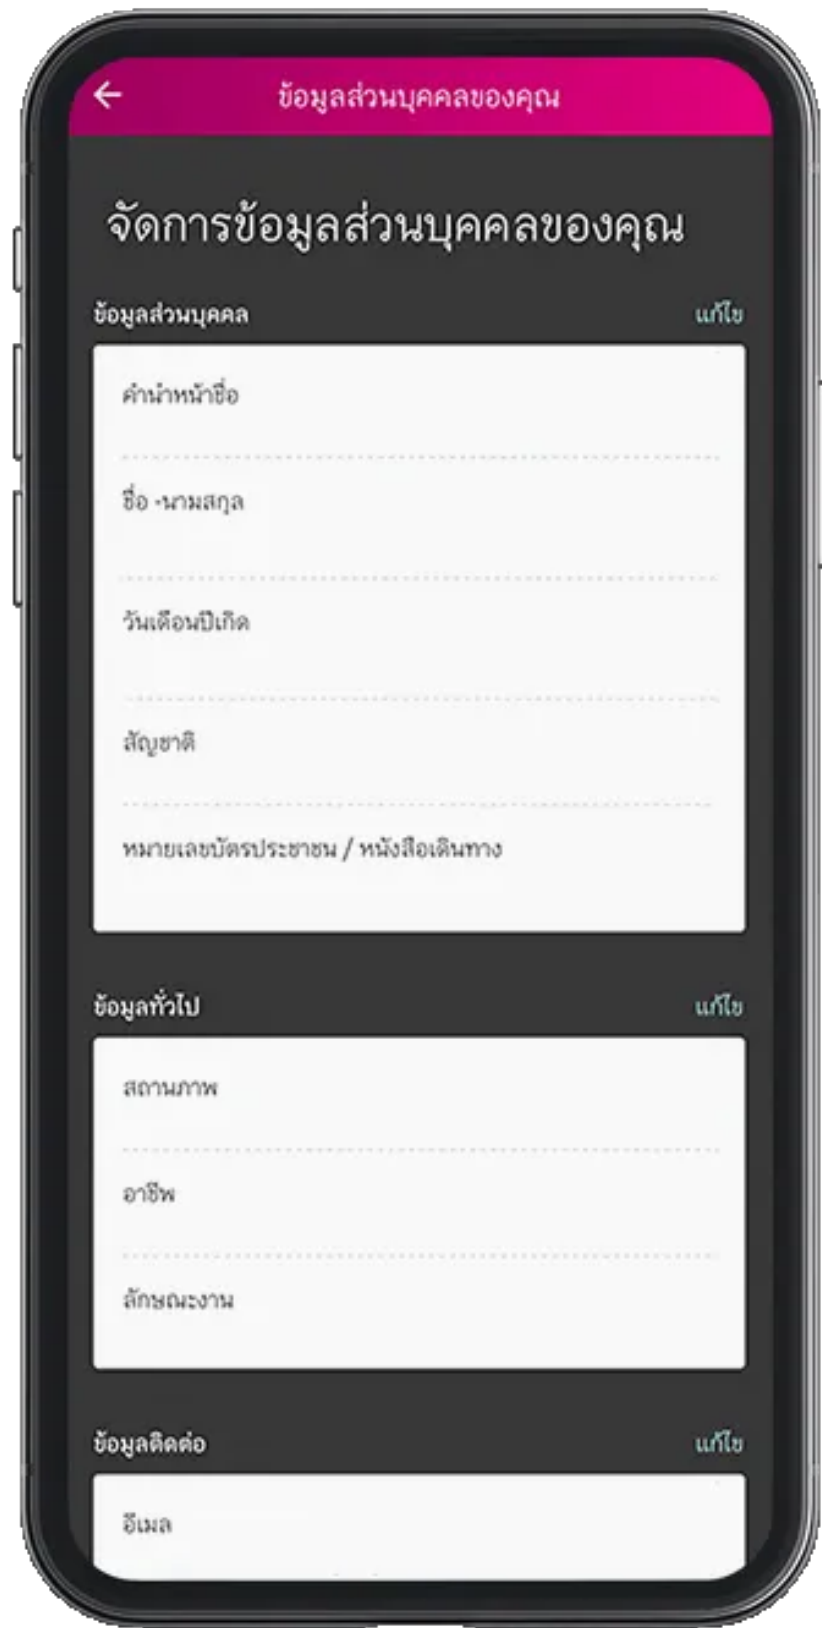 ข้อมูลส่วนบุคคลของคุณ
จัดการข้อมูลส่วนบุคคลของคุณ
ข้อมูลส่วนบุคคล แก้ไข
คำนำหน้าชื่อ
ชื่อ -นามสกุล
วันเดือนปีเกิด
สัญชาติ
หมายเลขบัตรประชาชน / หนังสือเดินทาง
ข้อมูลทั่วไป แก้ไข
สถานภาพ
อาชีพ
ลักษณะงาน
ข้อมูลติดต่อ แก้ไข
อีเมล